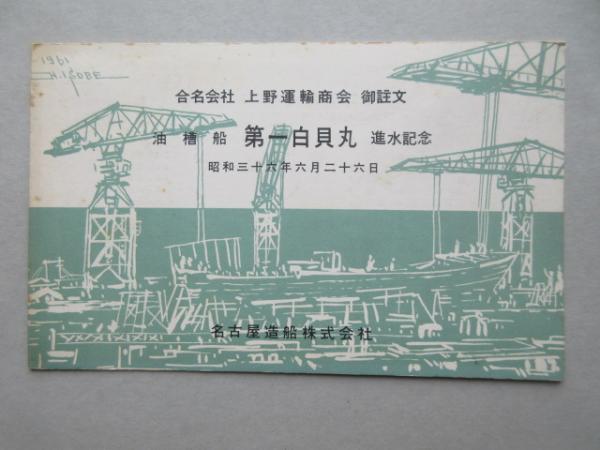 1961
H.ISOBE
合名会社 上野運輸商会 御註文
油槽船 第一白貝丸 進水記念
昭和三十六年六月二十六日
名古屋造船株式会社